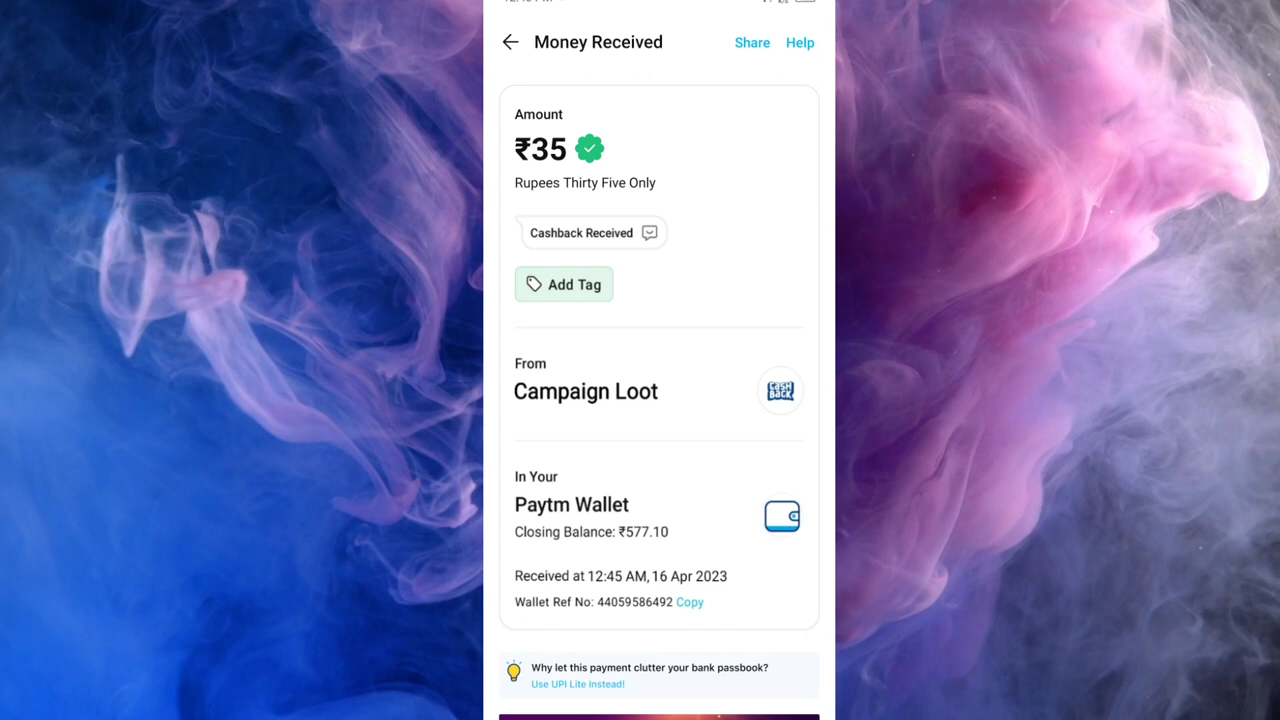 Money Received
Share
Help
Amount
₹35
Rupees Thirty Five Only
Cashback Received
Add Tag
From
Campaign Loot
CASH BACK
In Your
Paytm Wallet
Closing Balance: ₹577.10
Received at 12:45 AM, 16 Apr 2023
Wallet Ref No: 44059586492 Copy
Why let this payment clutter your bank passbook?
Use UPI Lite Instead!